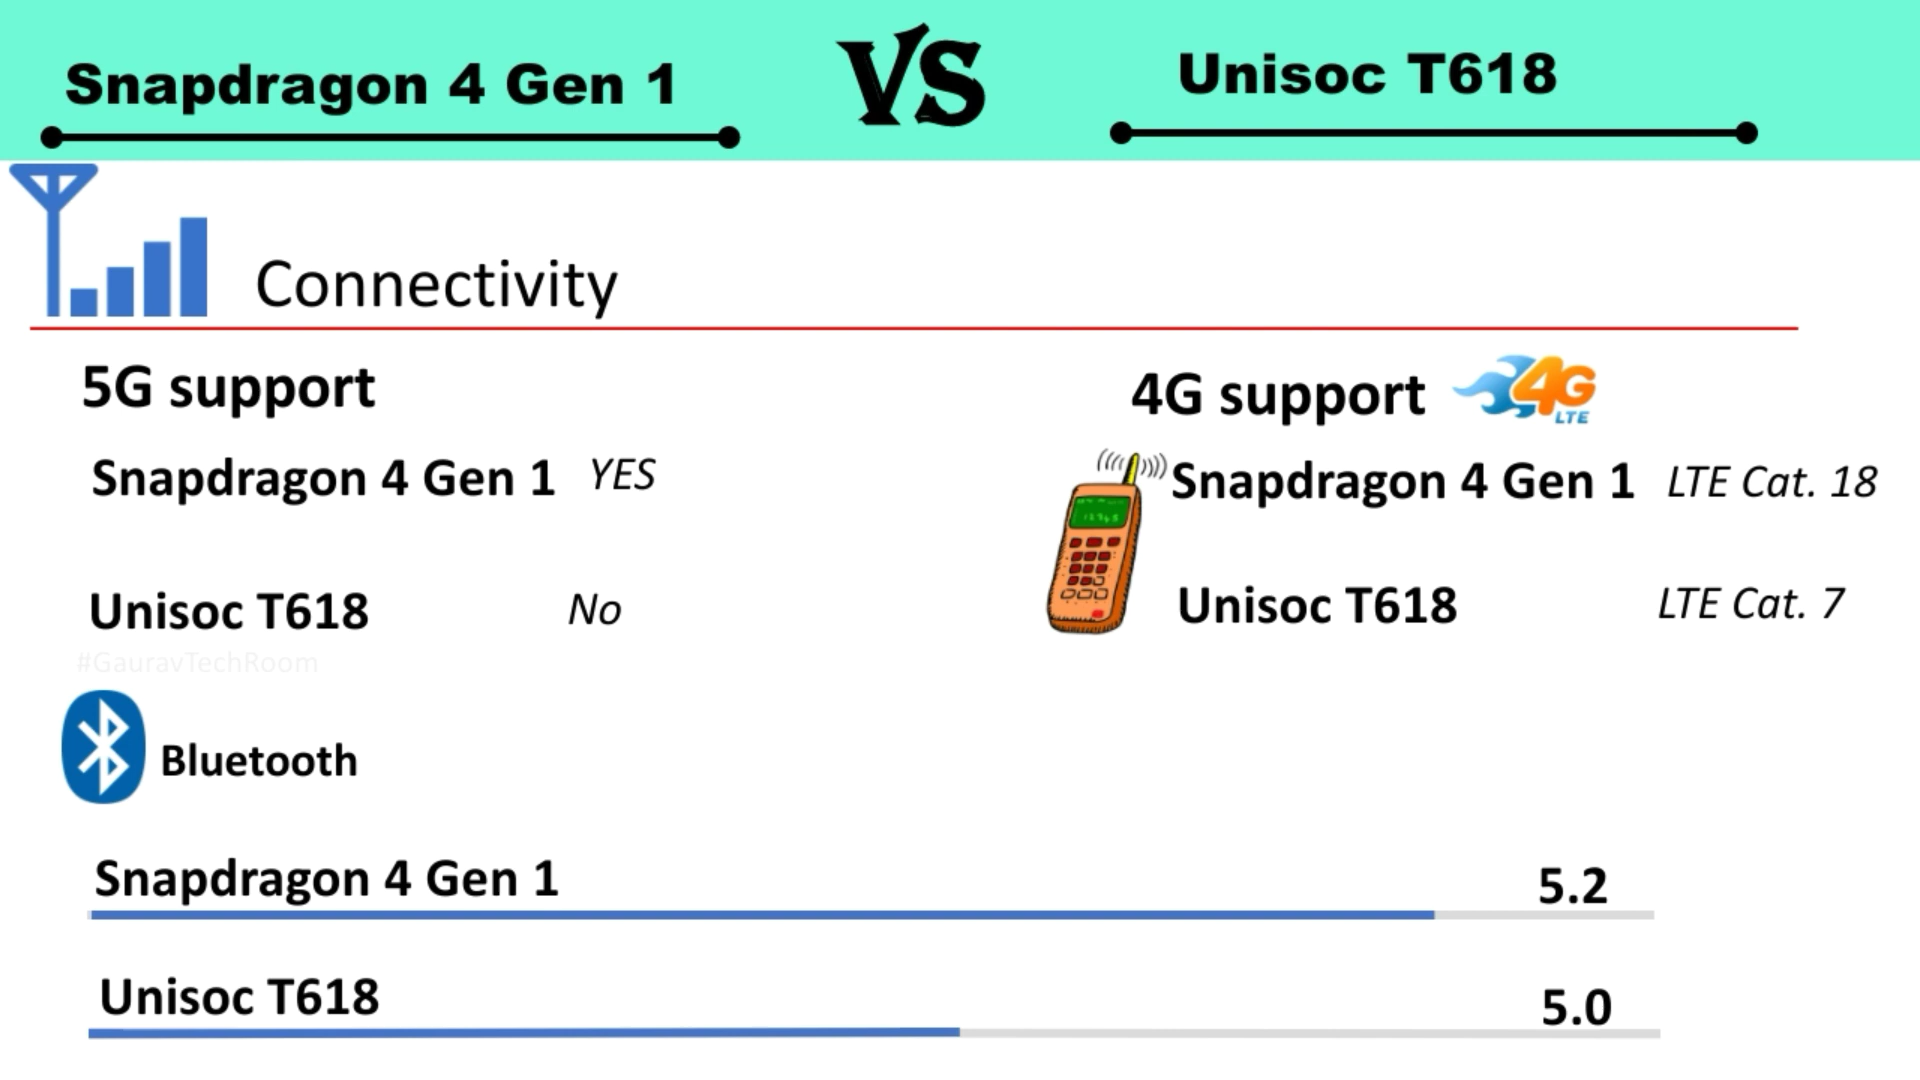 Snapdragon 4 Gen 1 VS Unisoc T618
Connectivity
5G support
Snapdragon 4 Gen 1 YES
Unisoc T618 No
#GauravTechRoom
4G support 4G LTE
Snapdragon 4 Gen 1 LTE Cat. 18
Unisoc T618 LTE Cat. 7
Bluetooth
Snapdragon 4 Gen 1 5.2
Unisoc T618 5.0